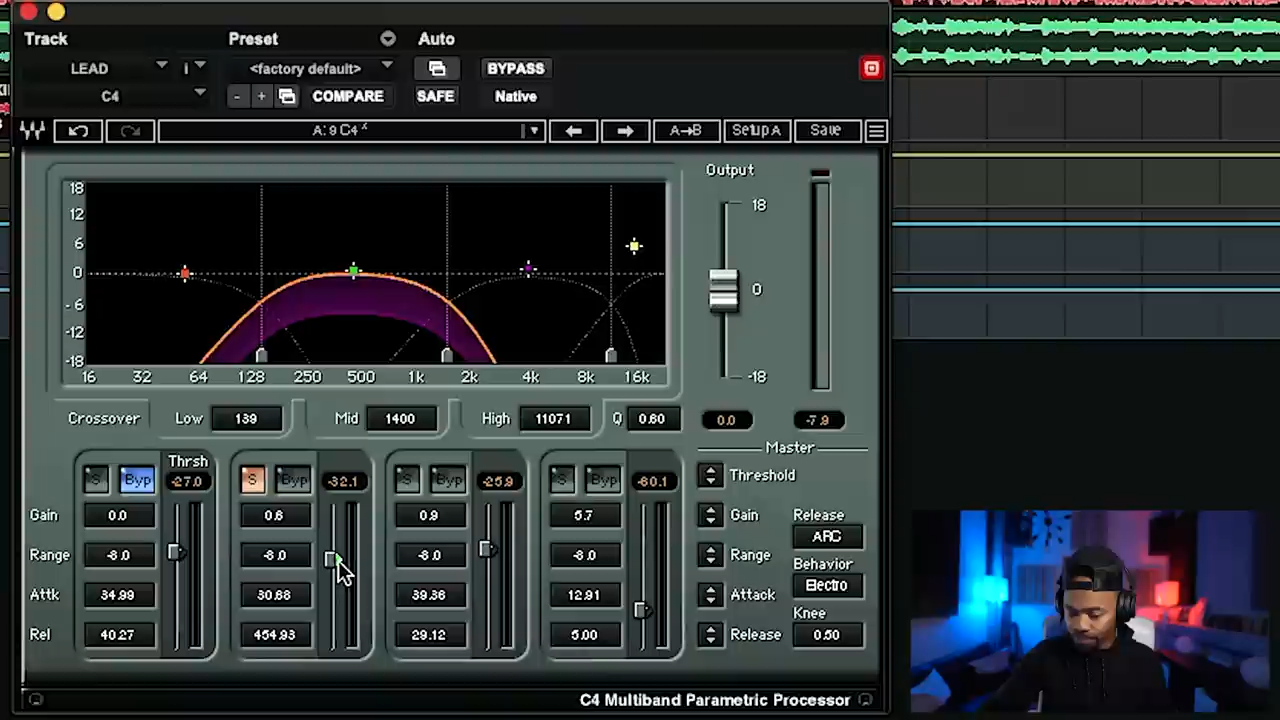 Track Preset Auto
LEAD i <factory default> BYPASS
C4 - + COMPARE SAFE Native
A: 9 C4 * A→B Setup A Save
18
12
6
0
-6
-12
-18
16 32 64 128 250 500 1k 2k 4k 8k 16k
Output
18
0
-18
Crossover Low 139 Mid 1400 High 11071 Q 0.60 0.0 -7.9
Master
S Byp Thrsh -27.0 S Byp -32.1 S Byp -25.9 S Byp -60.1 Threshold
Gain 0.0 0.6 0.9 5.7 Gain Release
ARC
Range -8.0 -8.0 -8.0 -8.0 Range Behavior
Electro
Attk 34.99 30.88 39.36 12.91 Attack Knee
Rel 40.27 454.93 29.12 5.00 Release 0.50
C4 Multiband Parametric Processor